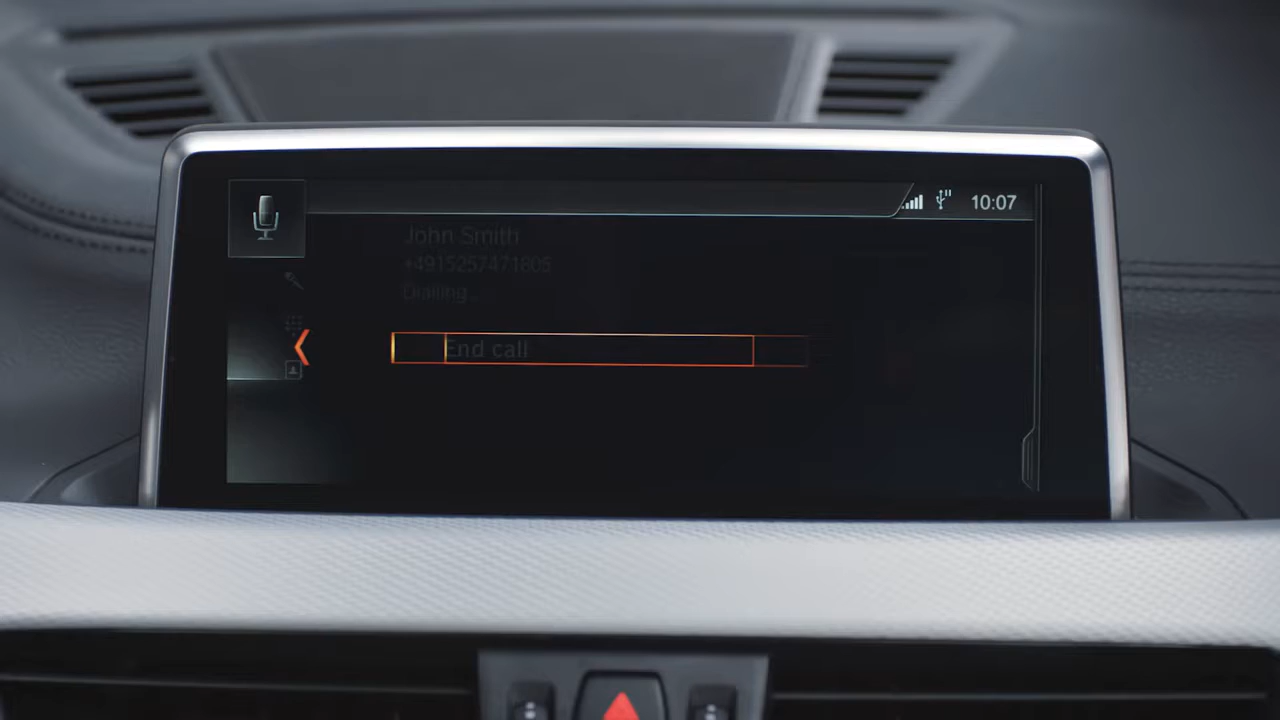 10:07
John Smith
+4915257471805
Dialling...
End call